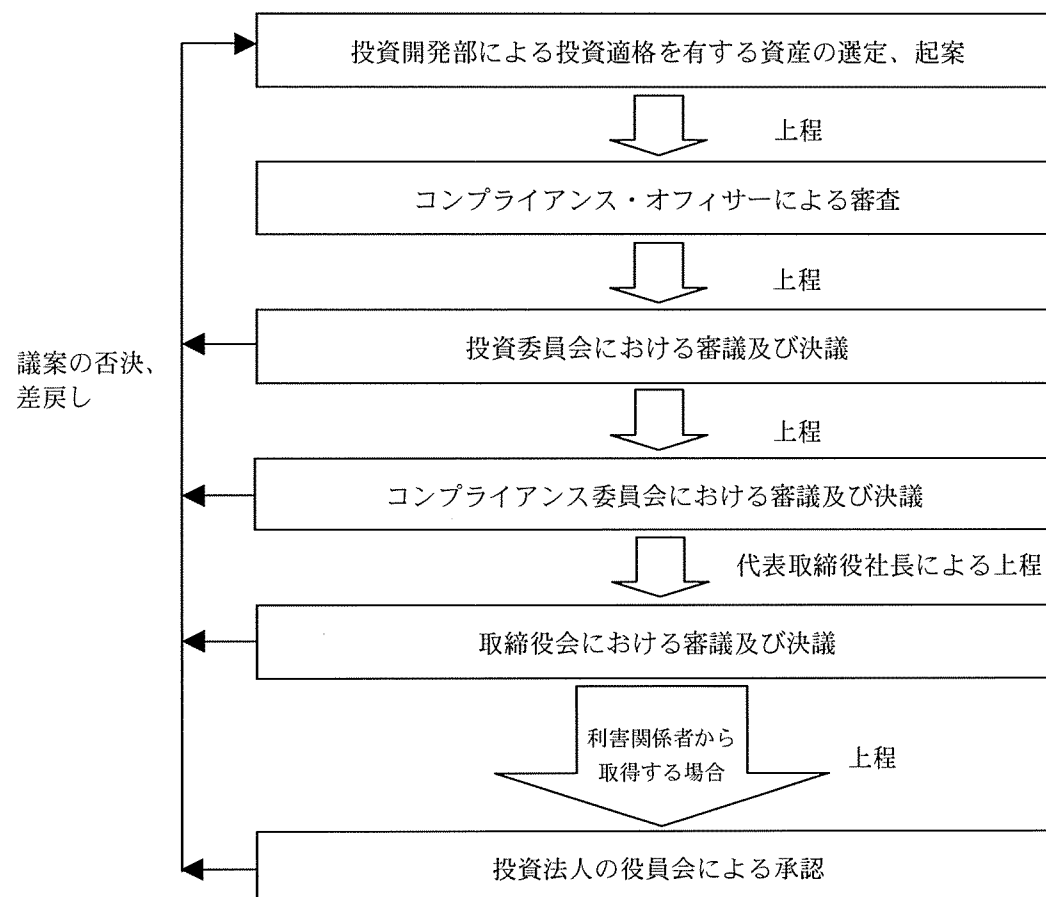 投資開発部による投資適格を有する資産の選定、起案
上程
コンプライアンス・オフィサーによる審査
上程
投資委員会における審議及び決議
議案の否決、
差戻し
上程
コンプライアンス委員会における審議及び決議
代表取締役社長による上程
取締役会における審議及び決議
利害関係者から
取得する場合
上程
投資法人の役員会による承認